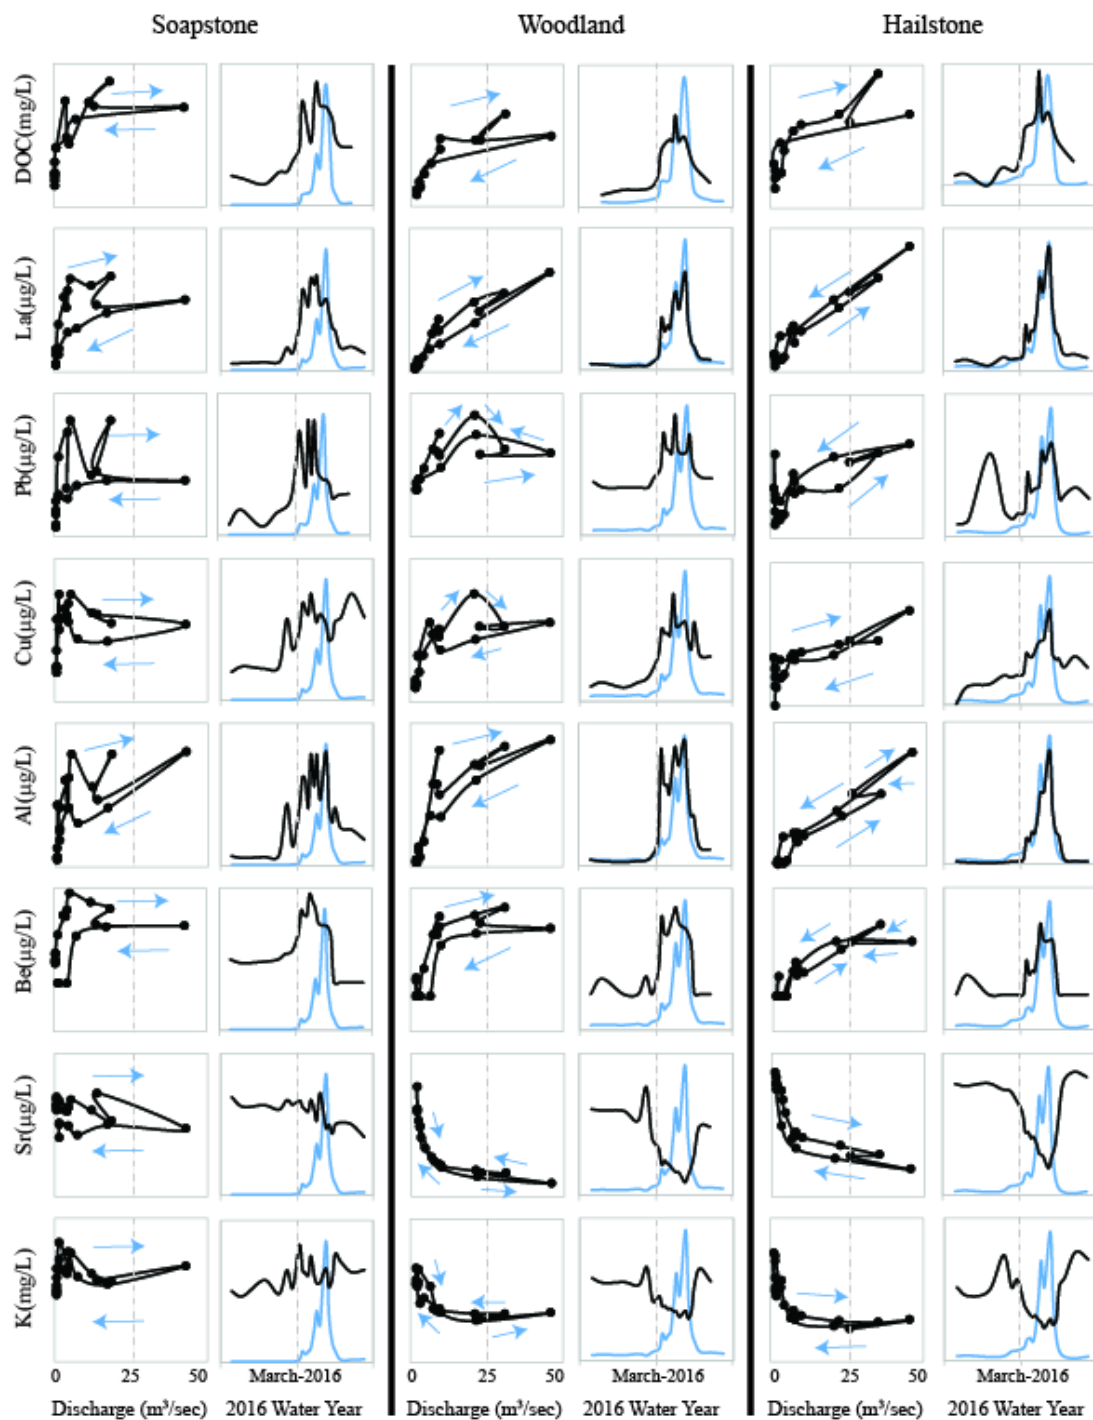 Soapstone Woodland Hailstone
DOC(mg/L)
La(µg/L)
Pb(µg/L)
Cu(µg/L)
Al(µg/L)
Be(µg/L)
Sr(µg/L)
K(mg/L)
0 25 50 March-2016 0 25 50 March-2016 0 25 50 March-2016
Discharge (m³/sec) 2016 Water Year Discharge (m³/sec) 2016 Water Year Discharge (m³/sec) 2016 Water Year